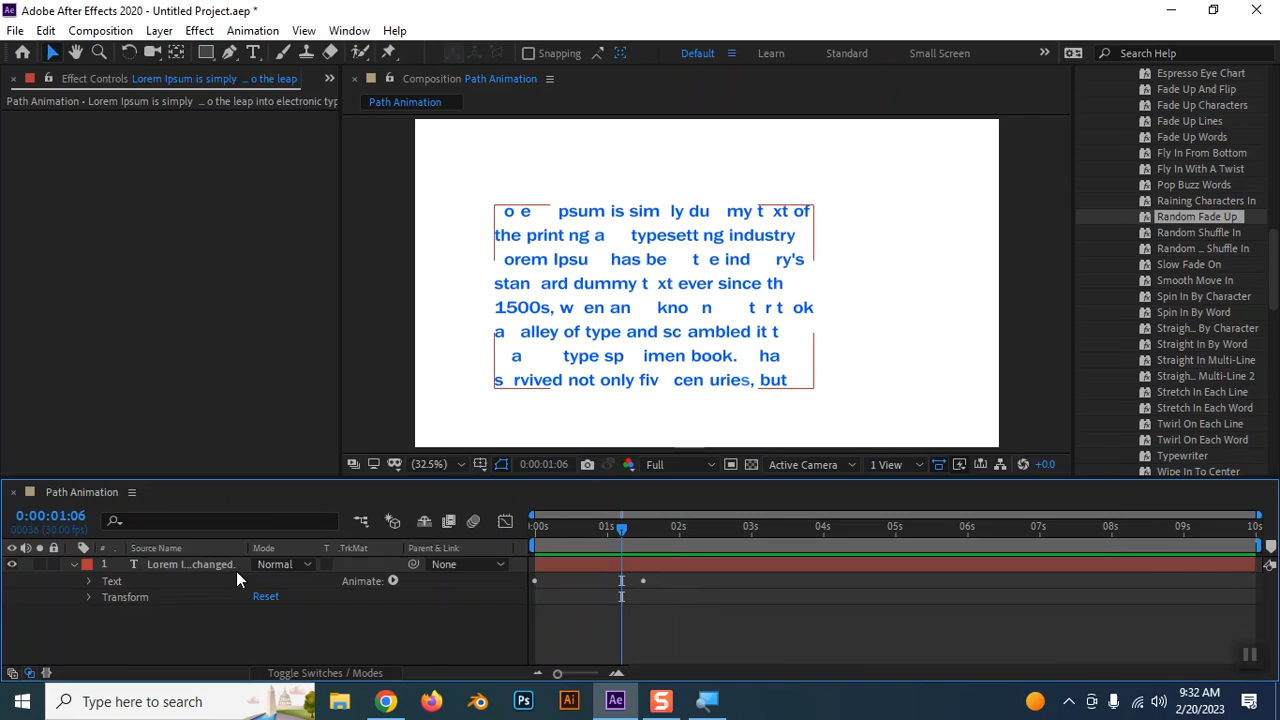 Adobe After Effects 2020 - Untitled Project.aep *
File Edit Composition Layer Effect Animation View Window Help
Snapping Default Learn Standard Small Screen Search Help
Effect Controls Lorem Ipsum is simply ... o the leap
Composition Path Animation
Path Animation • Lorem Ipsum is simply ... o the leap into electronic typ
Path Animation
o e psum is sim ly du my t xt of
the print ng a typesett ng industry
orem Ipsu has be t e ind ry's
stan ard dummy t xt ever since th
1500s, w en an kno n t r t ok
a alley of type and sc ambled it t
a type sp imen book. ha
s rvived not only fiv cen uries, but
Espresso Eye Chart
Fade Up And Flip
Fade Up Characters
Fade Up Lines
Fade Up Words
Fly In From Bottom
Fly In With A Twist
Pop Buzz Words
Raining Characters In
Random Fade Up
Random Shuffle In
Random ... Shuffle In
Slow Fade On
Smooth Move In
Spin In By Character
Spin In By Word
Straigh... By Character
Straight In By Word
Straight In Multi-Line
Straigh... Multi-Line 2
Stretch In Each Line
Stretch In Each Word
Twirl On Each Line
Twirl On Each Word
Typewriter
Wipe In To Center
(32.5%) 0:00:01:06 Full Active Camera 1 View +0.0
Path Animation
0:00:01:06
00036 (30.00 fps)
:00s 01s 02s 03s 04s 05s 06s 07s 08s 09s 10s
# Source Name Mode T .TrkMat Parent & Link
1 T Lorem I...changed. Normal None
Text Animate:
Transform Reset
Toggle Switches / Modes
Type here to search
Ps Ai Ae S
9:32 AM
2/20/2023